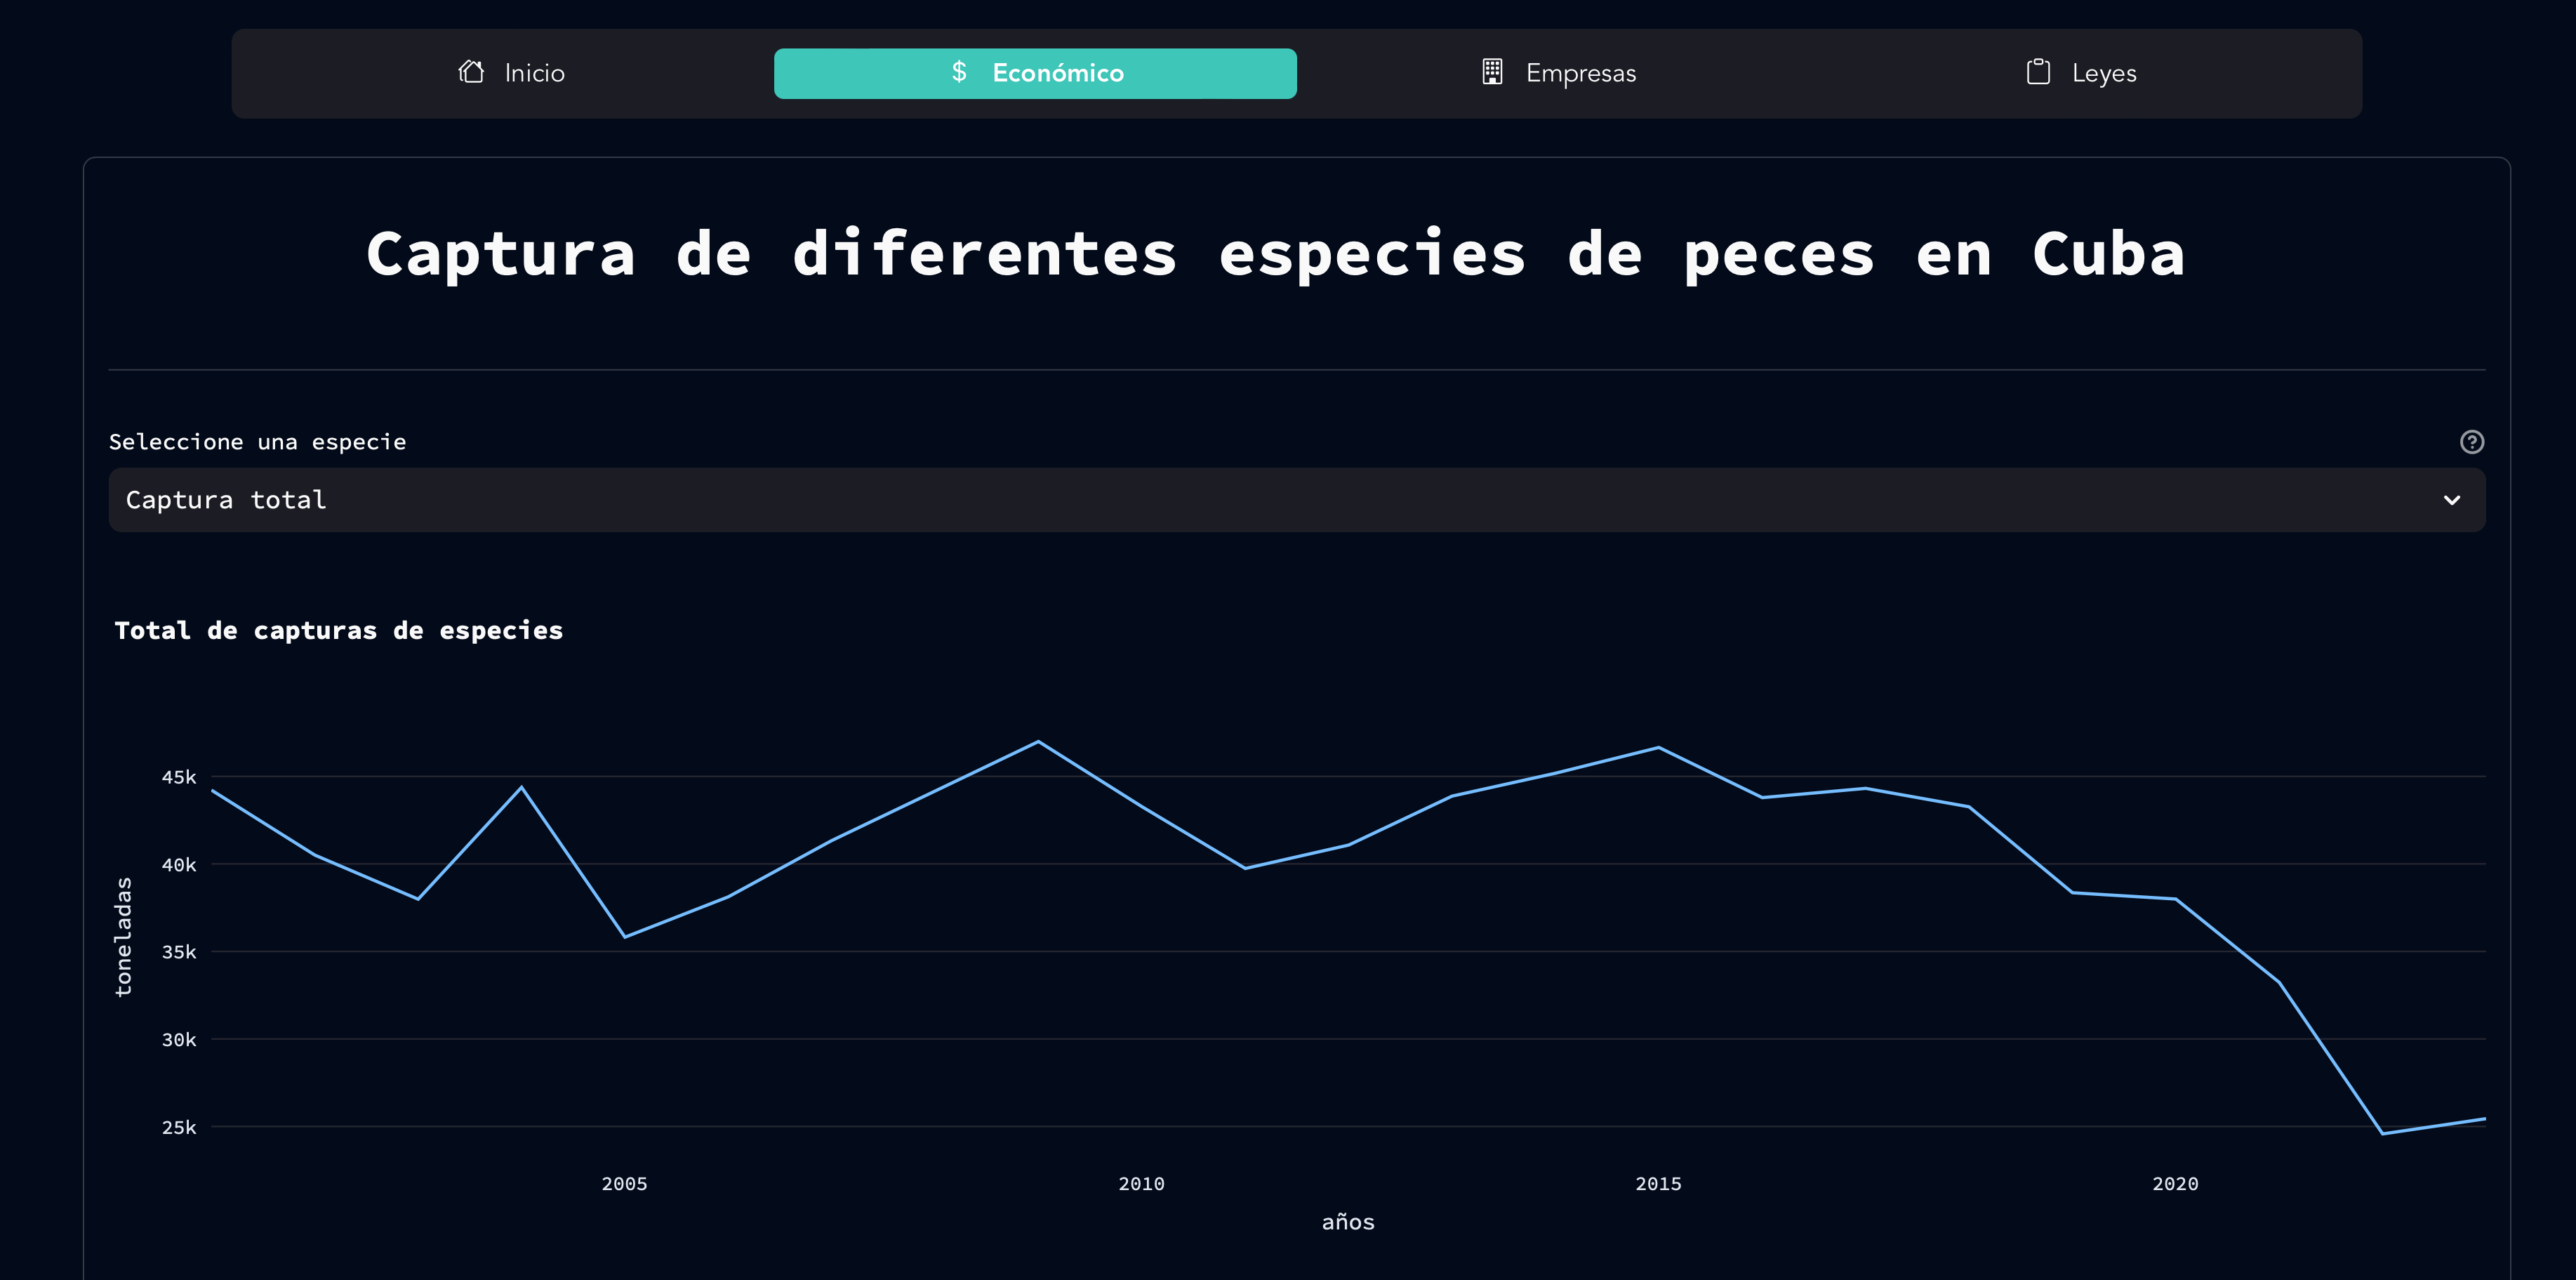 Inicio
$ Económico
Empresas
Leyes
Captura de diferentes especies de peces en Cuba
Seleccione una especie
Captura total
Total de capturas de especies
45k
40k
35k
30k
25k
toneladas
2005 2010 2015 2020
años